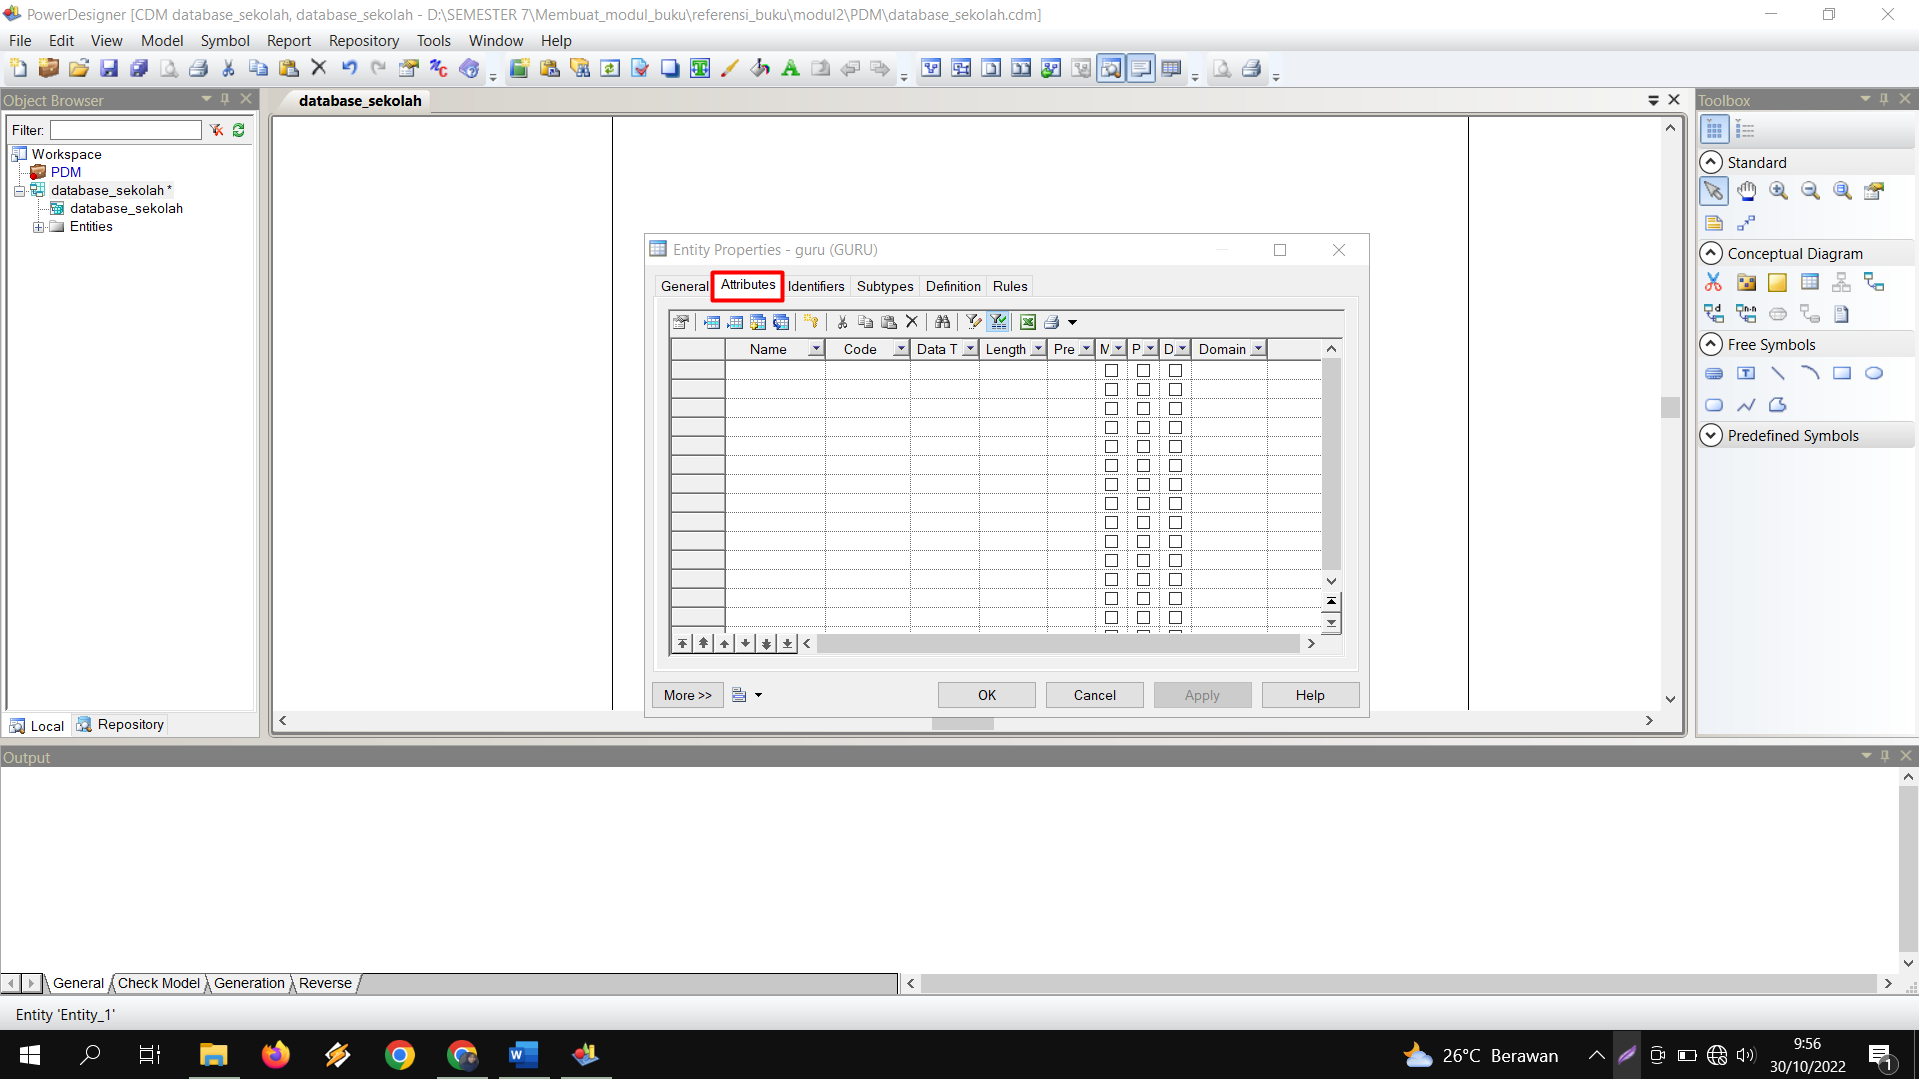 PowerDesigner [CDM database_sekolah, database_sekolah - D:\SEMESTER 7\Membuat_modul_buku\referensi_buku\modul2\PDM\database_sekolah.cdm]
File Edit View Model Symbol Report Repository Tools Window Help
Object Browser
database_sekolah
Toolbox
Filter:
Workspace
PDM
database_sekolah *
database_sekolah
Entities
Standard
Conceptual Diagram
Free Symbols
Predefined Symbols
Entity Properties - guru (GURU)
General Attributes Identifiers Subtypes Definition Rules
Name Code Data T Length Pre M P D Domain
More >> OK Cancel Apply Help
Local Repository
Output
General Check Model Generation Reverse
Entity 'Entity_1'
26°C Berawan
9:56
30/10/2022
1